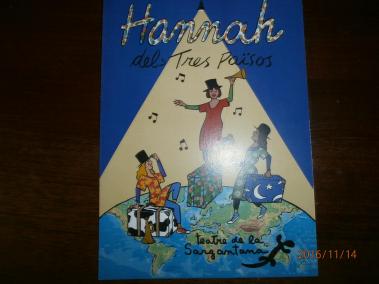 Hannah
dels Tres Països
teatre de la
Sargantana
2016/11/14